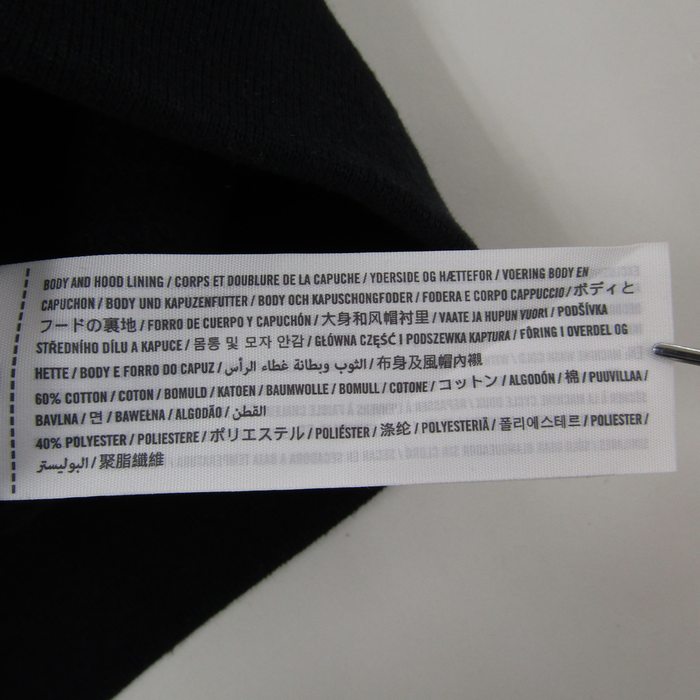 BODY AND HOOD LINING / CORPS ET DOUBLURE DE LA CAPUCHE / YDERSIDE OG HÆTTEFOR / VOERING BODY EN
CAPUCHON / BODY UND KAPUZENFUTTER / BODY OCH KAPUSCHONGFODER / FODERA E CORPO CAPPUCCIO / ボディと
フードの裏地 / FORRO DE CUERPO Y CAPUCHÓN / 大身和风帽衬里 / VAATE JA HUPUN VUORI / PODŠÍVKA
STŘEDNÍHO DÍLU A KAPUCE / 몸통 및 모자 안감 / GŁÓWNA CZĘŚĆ I PODSZEWKA KAPTURA / FÔRING I OVERDEL OG
HETTE / BODY E FORRO DO CAPUZ / الثوب وبطانة غطاء الرأس / 布身及風帽內襯
60% COTTON / COTON / BOMULD / KATOEN / BAUMWOLLE / BOMULL / COTONE / コットン / ALGODÓN / 棉 / PUUVILLAA /
BAVLNA / 면 / BAWEŁNA / ALGODÃO / القطن
40% POLYESTER / POLIESTERE / ポリエステル / POLIÉSTER / 涤纶 / POLYESTERIÄ / 폴리에스테르 / POLIESTER /
البوليستر / 聚脂纖維